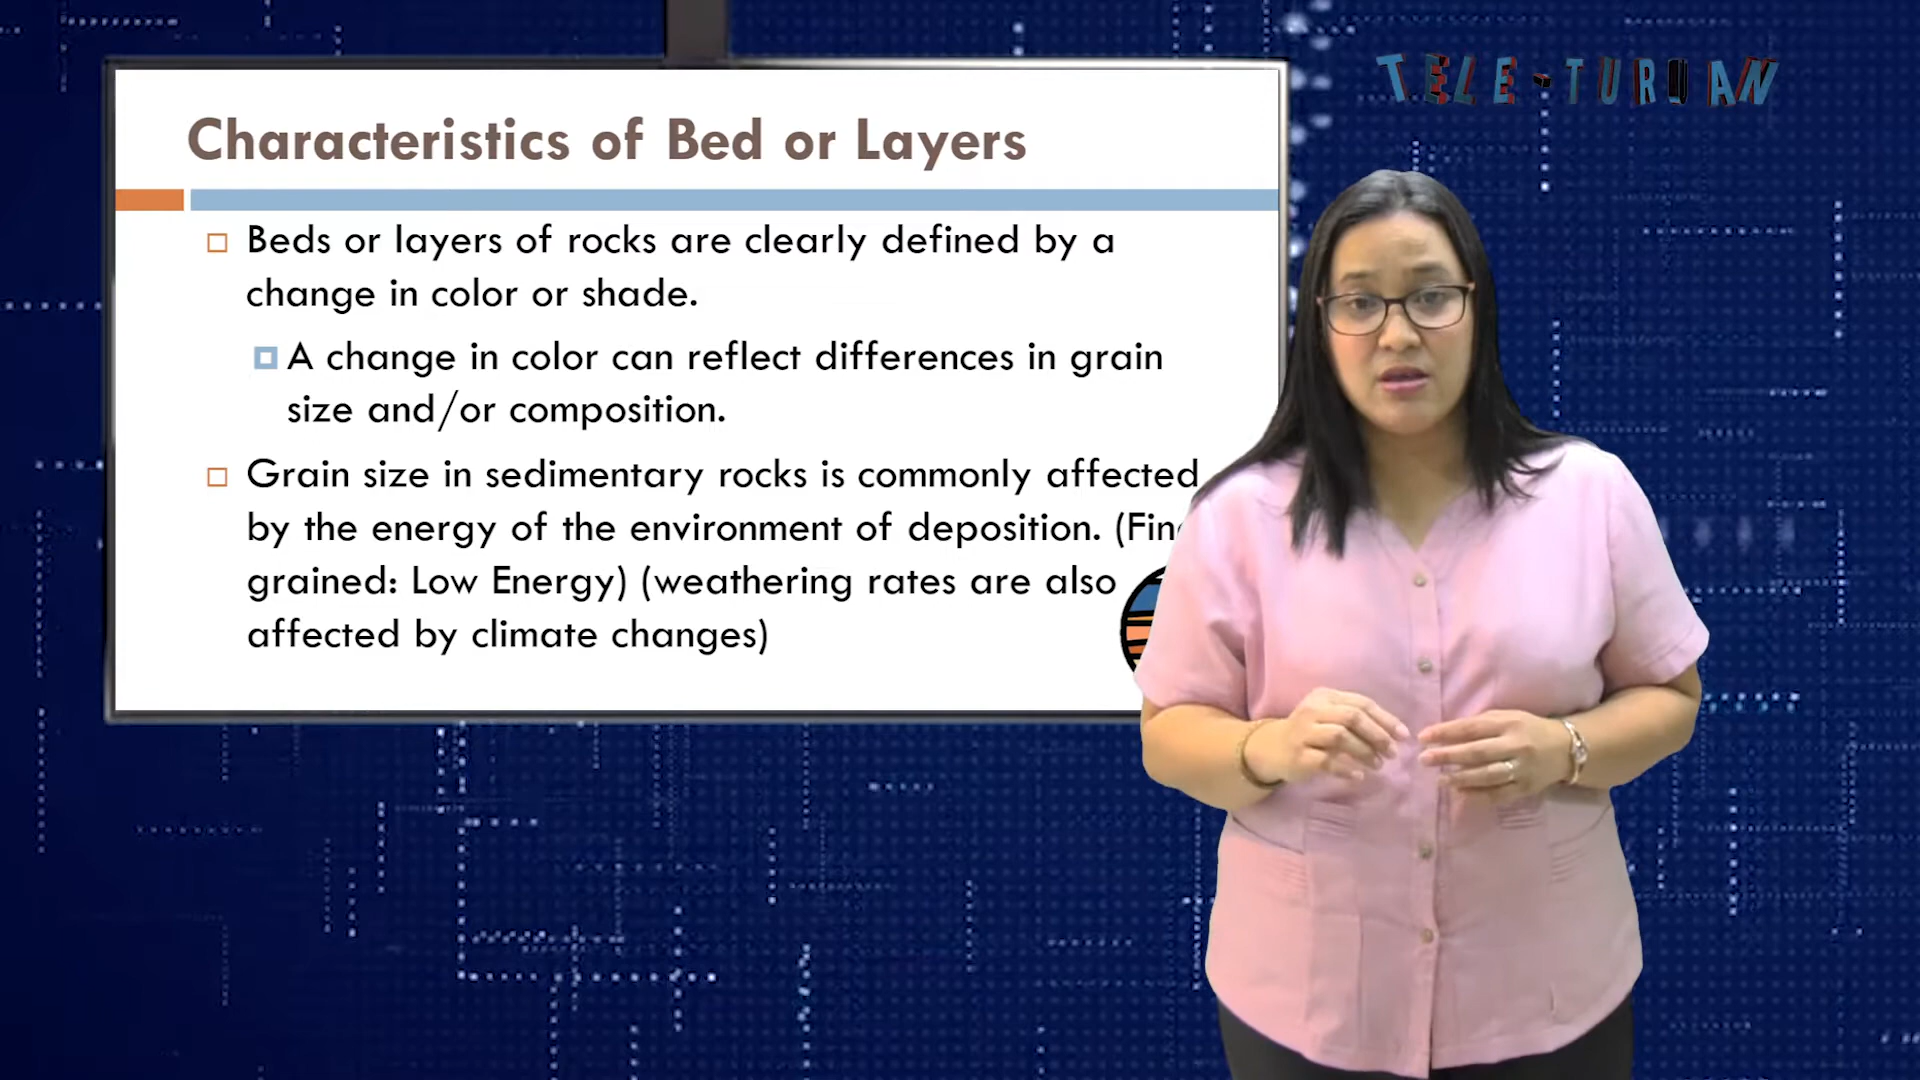 TELE-TURUAN
Characteristics of Bed or Layers
Beds or layers of rocks are clearly defined by a
change in color or shade.
A change in color can reflect differences in grain
size and/or composition.
Grain size in sedimentary rocks is commonly affected
by the energy of the environment of deposition.
grained: Low Energy) (weathering rates are also
affected by climate changes)